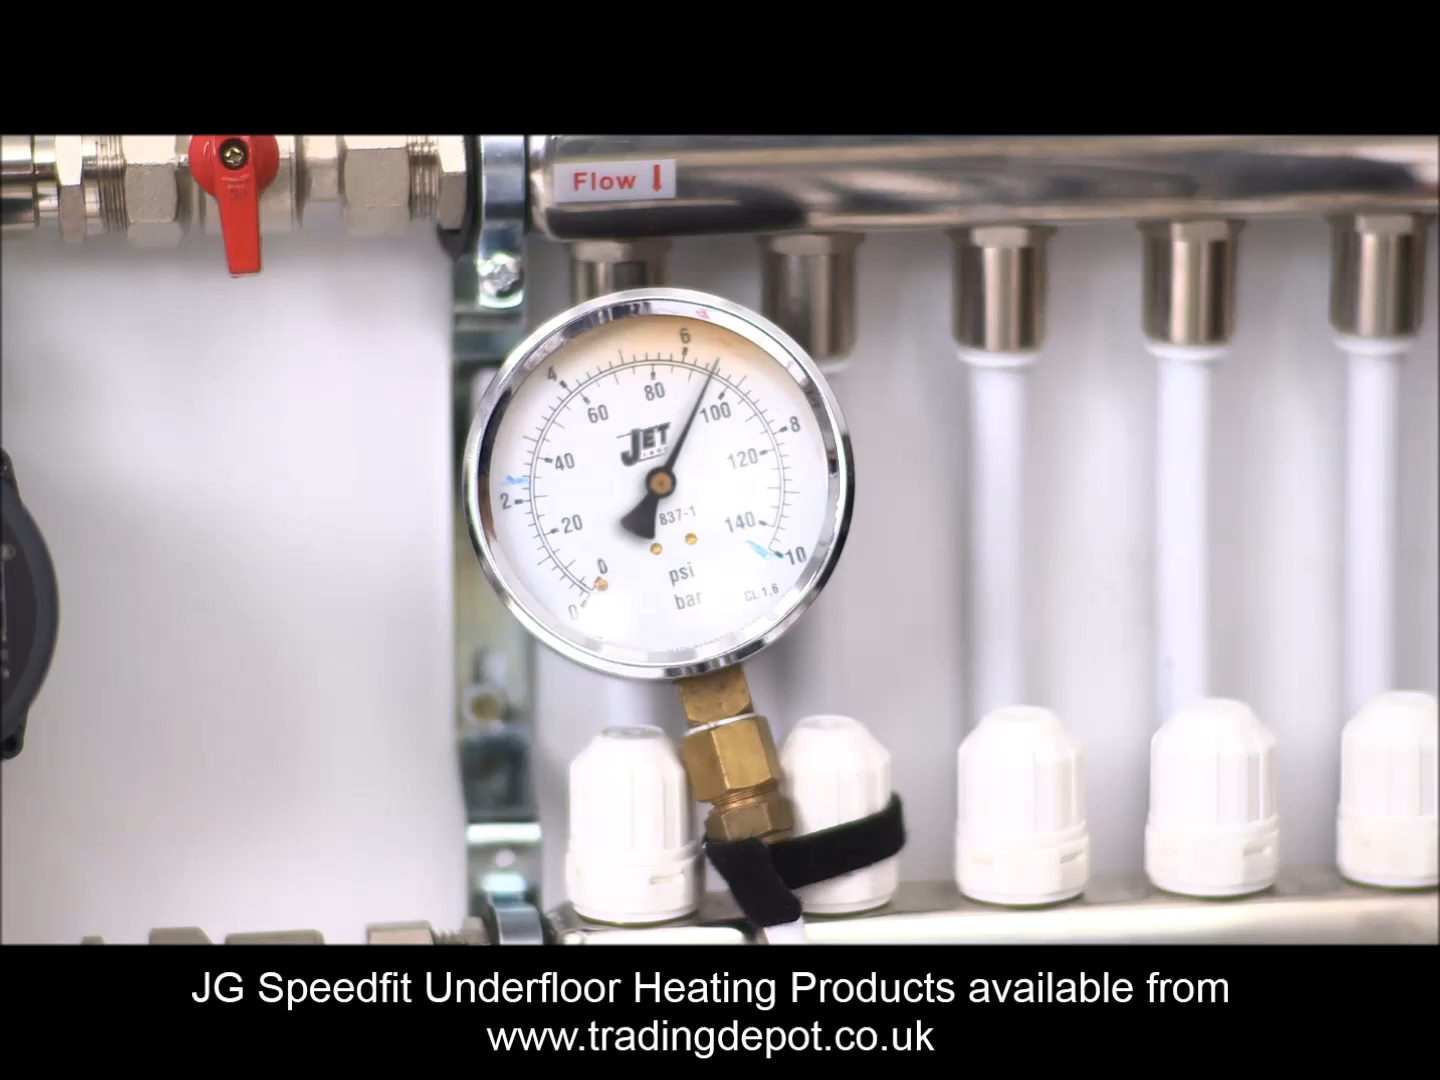 Flow ↓
6
4
80
60
100
8
JET
40
120
2
837-1
20
140
0
10
psi
0
bar
CL 1,6
JG Speedfit Underfloor Heating Products available from
www.tradingdepot.co.uk